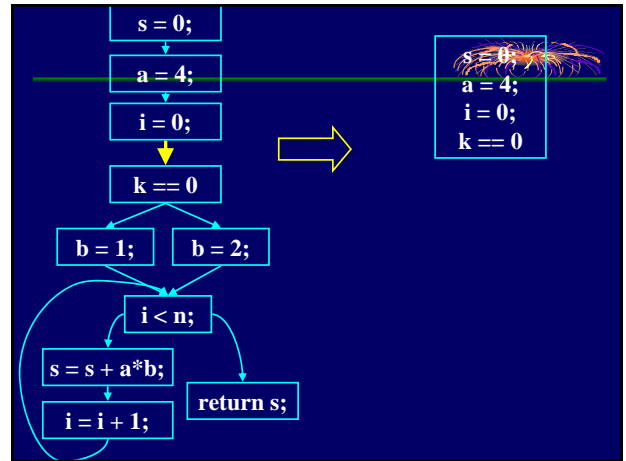 s = 0;
a = 4;
i = 0;
k == 0
b = 1;
b = 2;
i < n;
s = s + a*b;
return s;
i = i + 1;
s = 0;
a = 4;
i = 0;
k == 0